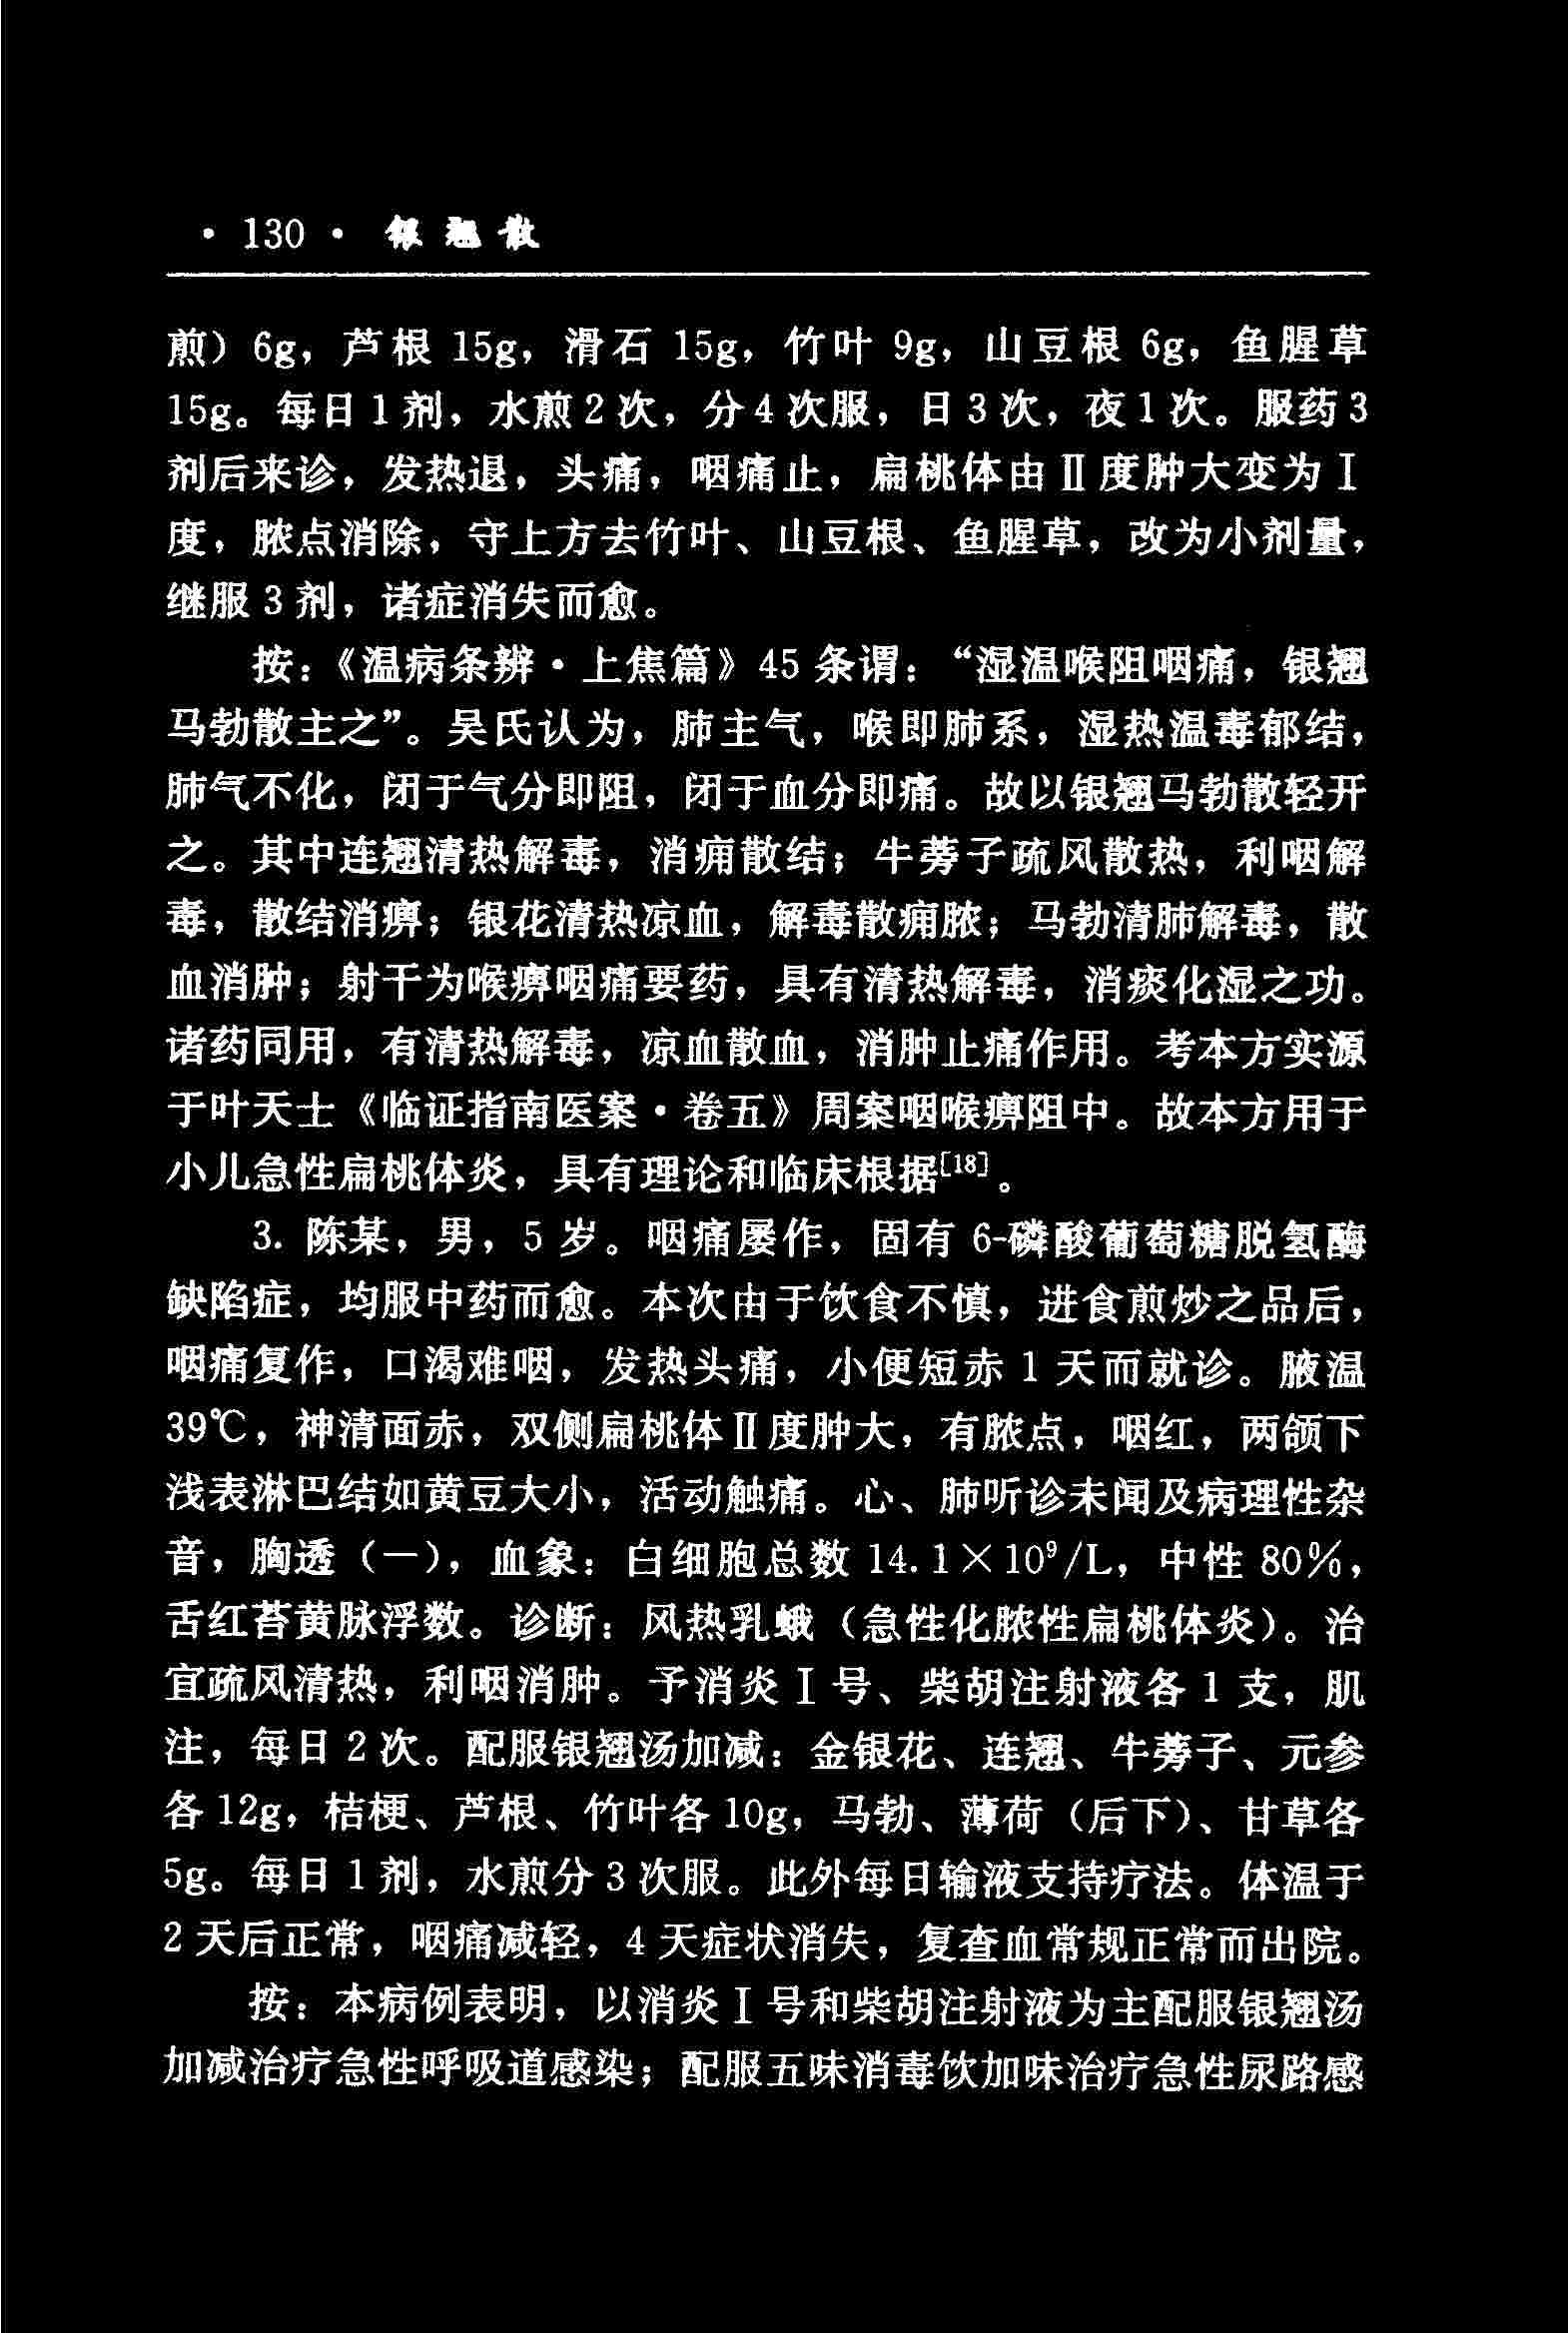 · 130 · 银翘散
煎）6g，芦根 15g，滑石 15g，竹叶 9g，山豆根 6g，鱼腥草
15g。每日1剂，水煎2次，分4次服，日3次，夜1次。服药3
剂后来诊，发热退，头痛，咽痛止，扁桃体由Ⅱ度肿大变为Ⅰ
度，脓点消除，守上方去竹叶、山豆根、鱼腥草，改为小剂量，
继服3剂，诸症消失而愈。
按：《温病条辨·上焦篇》45条谓：“湿温喉阻咽痛，银翘
马勃散主之”。吴氏认为，肺主气，喉即肺系，湿热温毒郁结，
肺气不化，闭于气分即阻，闭于血分即痛。故以银翘马勃散轻开
之。其中连翘清热解毒，消痈散结；牛蒡子疏风散热，利咽解
毒，散结消痹；银花清热凉血，解毒散痈脓；马勃清肺解毒，散
血消肿；射干为喉痹咽痛要药，具有清热解毒，消痰化湿之功。
诸药同用，有清热解毒，凉血散血，消肿止痛作用。考本方实源
于叶天士《临证指南医案·卷五》周案咽喉痹阻中。故本方用于
小儿急性扁桃体炎，具有理论和临床根据[18]。
3. 陈某，男，5岁。咽痛屡作，固有6-磷酸葡萄糖脱氢酶
缺陷症，均服中药而愈。本次由于饮食不慎，进食煎炒之品后，
咽痛复作，口渴难咽，发热头痛，小便短赤1天而就诊。腋温
39℃，神清面赤，双侧扁桃体Ⅱ度肿大，有脓点，咽红，两颌下
浅表淋巴结如黄豆大小，活动触痛。心、肺听诊未闻及病理性杂
音，胸透（一），血象：白细胞总数 14.1×10⁹/L，中性 80%，
舌红苔黄脉浮数。诊断：风热乳蛾（急性化脓性扁桃体炎）。治
宜疏风清热，利咽消肿。予消炎Ⅰ号、柴胡注射液各1支，肌
注，每日2次。配服银翘汤加减：金银花、连翘、牛蒡子、元参
各12g，桔梗、芦根、竹叶各10g，马勃、薄荷（后下）、甘草各
5g。每日1剂，水煎分3次服。此外每日输液支持疗法。体温于
2天后正常，咽痛减轻，4天症状消失，复查血常规正常而出院。
按：本病例表明，以消炎Ⅰ号和柴胡注射液为主配服银翘汤
加减治疗急性呼吸道感染；配服五味消毒饮加味治疗急性尿路感